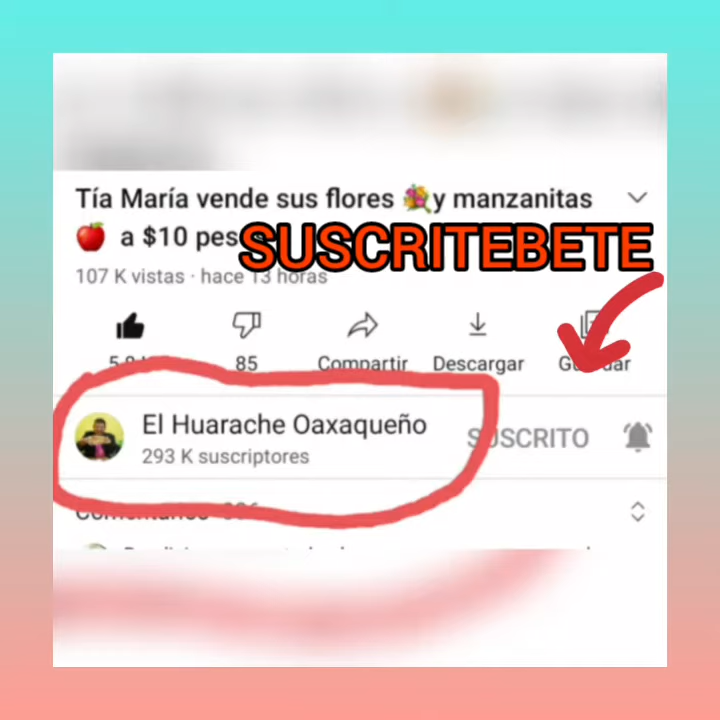 Tía María vende sus flores 💐y manzanitas
🍎 a $10 pes
SUSCRITEBETE
107 K vistas · hace 13 horas
85 Compartir Descargar Guardar
El Huarache Oaxaqueño
293 K suscriptores
SUSCRITO